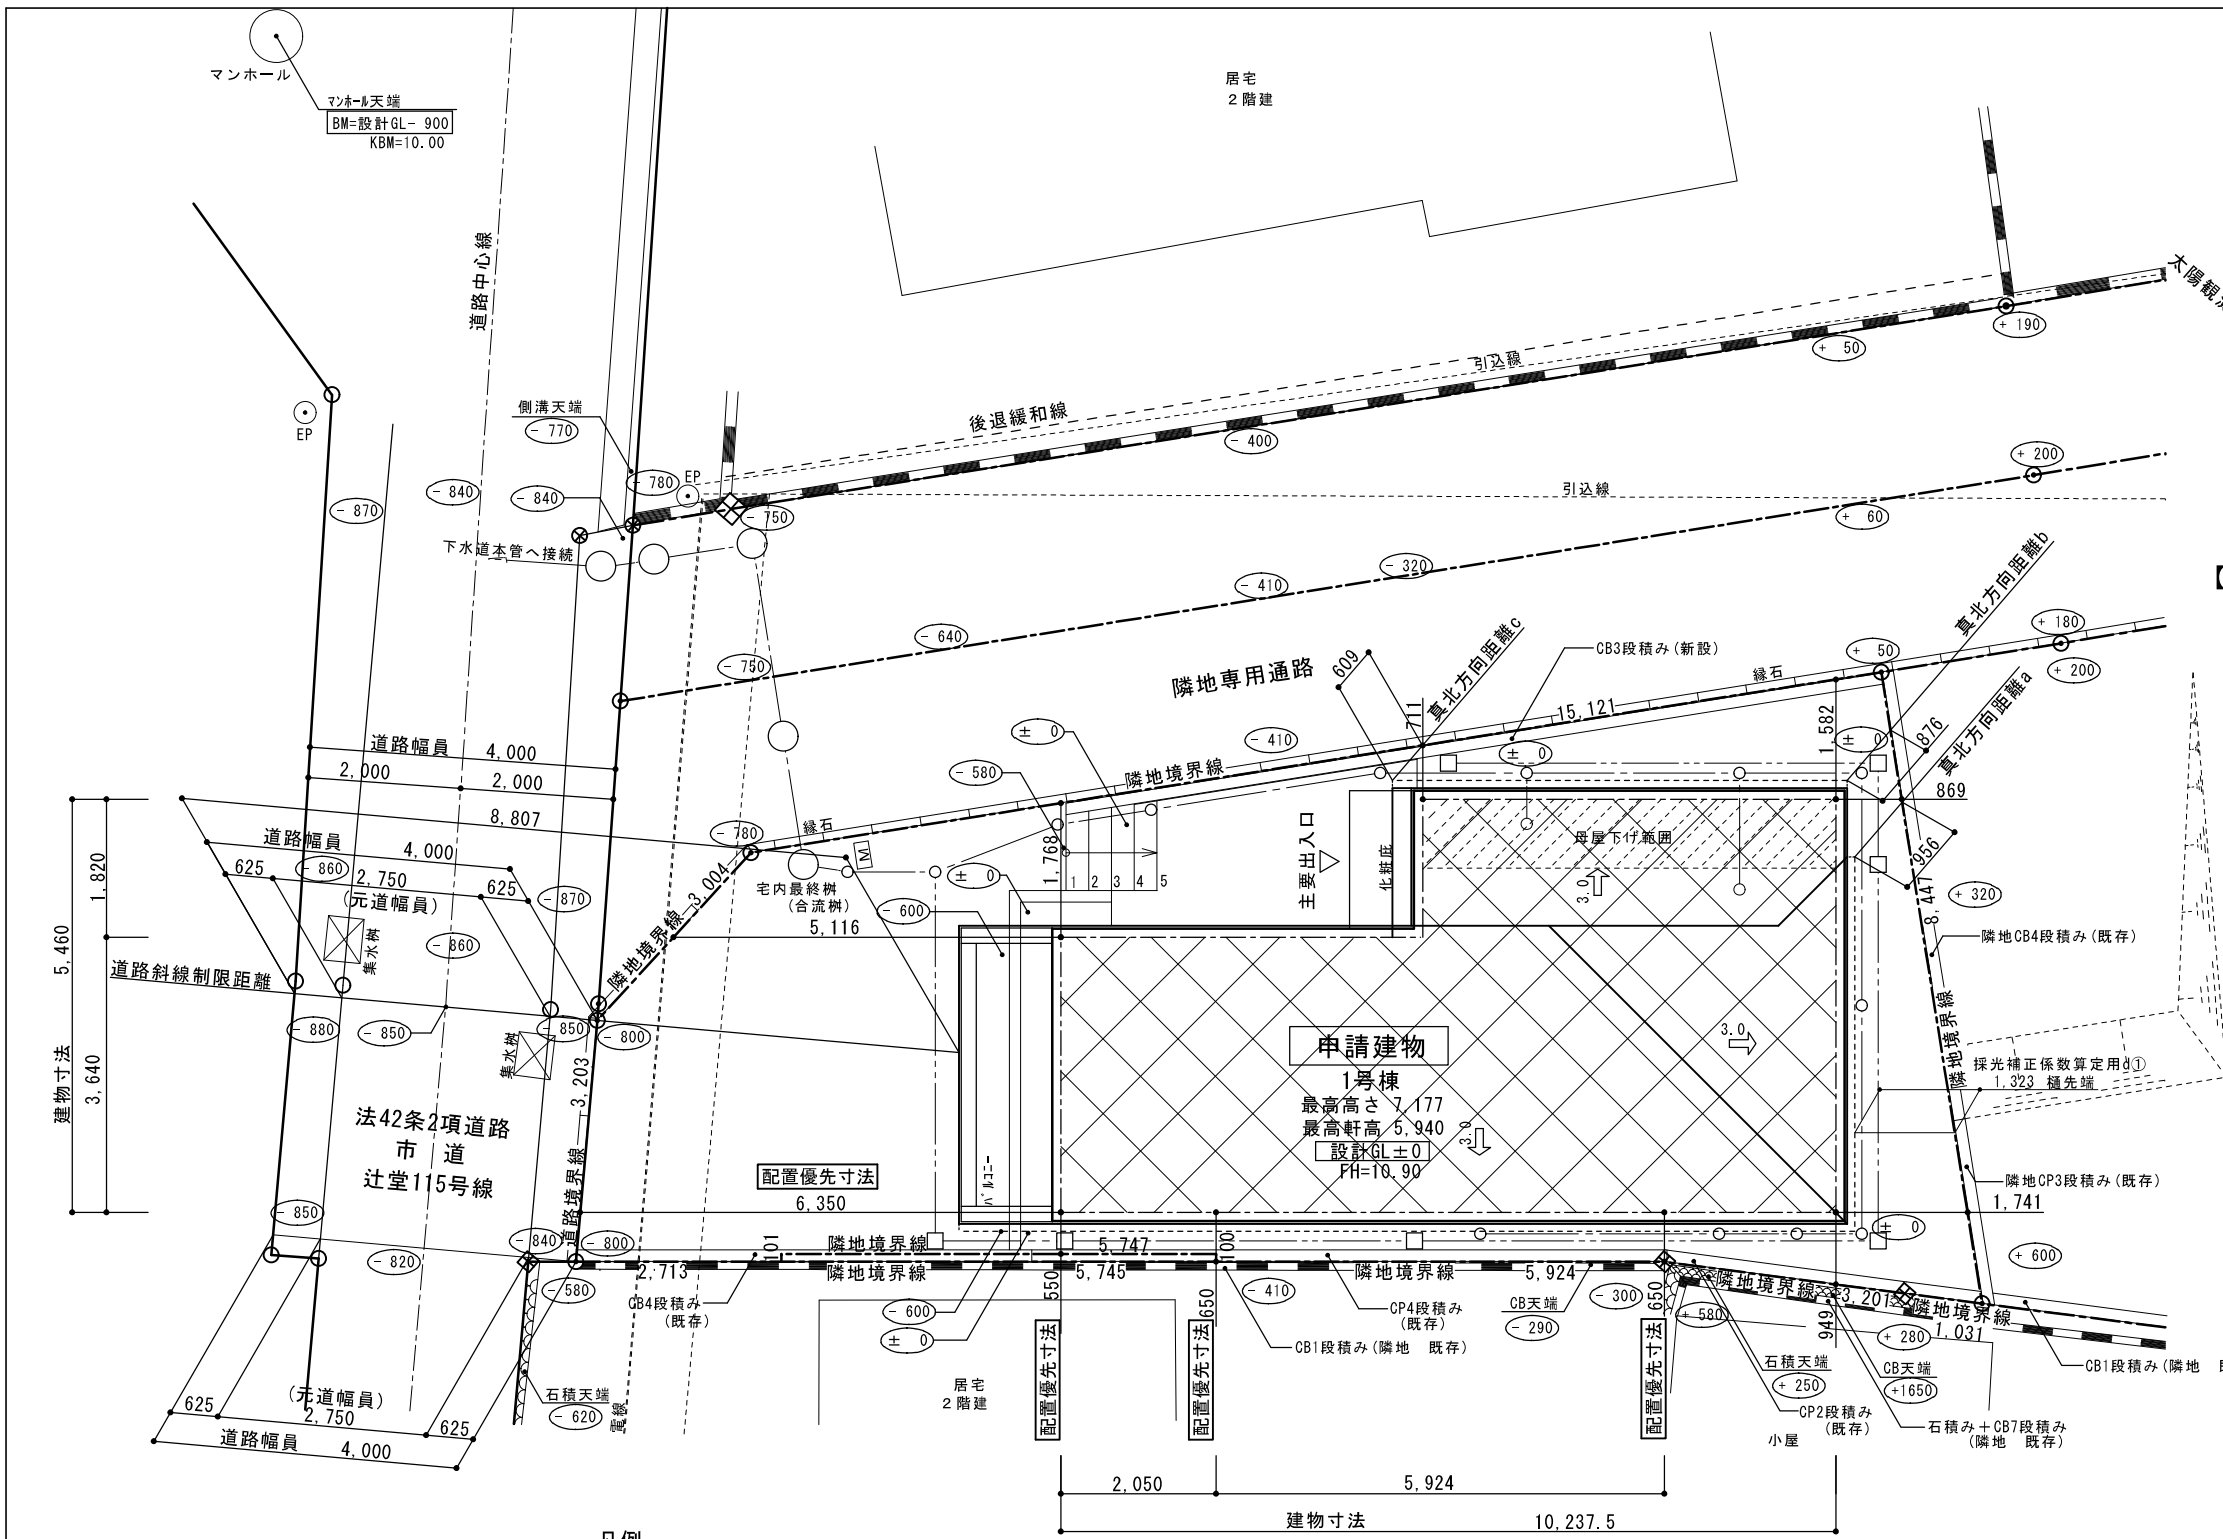 マンホール
マンホール天端
BM=設計GL- 900
KBM=10.00
居宅
２階建
道路中心線
太陽観
+ 190
+ 50
引込線
後退緩和線
側溝天端
- 770
EP
- 780
EP
- 400
+ 200
- 840
- 840
- 870
- 750
引込線
+ 60
下水道本管へ接続
- 320
- 410
真北方向距離b
- 640
- 750
真北方向距離c
609
CB3段積み(新設)
+ 180
+ 50
+ 200
隣地専用通路
縁石
真北方向距離a
711
15,121
1,582
± 0
- 410
± 0
± 0
876
道路幅員 4,000
2,000
2,000
- 580
隣地境界線
869
8,807
- 780
縁石
道路幅員
4,000
1,768
M
主要出入口
化粧庇
母屋下げ範囲
956
3.0
625
- 860
2,750
625
(元道幅員)
- 870
3,004
宅内最終桝
(合流桝)
± 0
1 2 3 4 5
- 600
8,447
+ 320
1,820
5,460
3,640
建物寸法
- 860
集水桝
隣地境界線
5,116
隣地CB4段積み(既存)
道路斜線制限距離
- 880
- 850
- 850
- 800
集水桝
3,203
道路境界線
申請建物
1号棟
最高高さ 7,177
最高軒高 5,940
設計GL±0
FH=10.90
3.0
3.0
隣地境界線
採光補正係数算定用d①
1,323 樋先端
法42条2項道路
市 道
辻堂115号線
配置優先寸法
6,350
バルコニー
隣地CP3段積み(既存)
1,741
- 850
- 840
- 800
101
隣地境界線
5,747
100
± 0
+ 600
- 820
2,713
隣地境界線
5,745
隣地境界線
5,924
隣地境界線
3,201
隣地境界線
1,031
- 580
CB4段積み
(既存)
- 600
± 0
550
650
- 410
CP4段積み
(既存)
CB天端
- 290
- 300
650
+ 580
949
+ 280
CB1段積み(隣地 既存)
CB1段積み(隣地
石積天端
+ 250
CB天端
+1650
CP2段積み
(既存)
石積み＋CB7段積み
(隣地 既存)
小屋
居宅
２階建
配置優先寸法
配置優先寸法
配置優先寸法
石積天端
- 620
電線
(元道幅員)
625
2,750
625
道路幅員 4,000
2,050
5,924
建物寸法
10,237.5